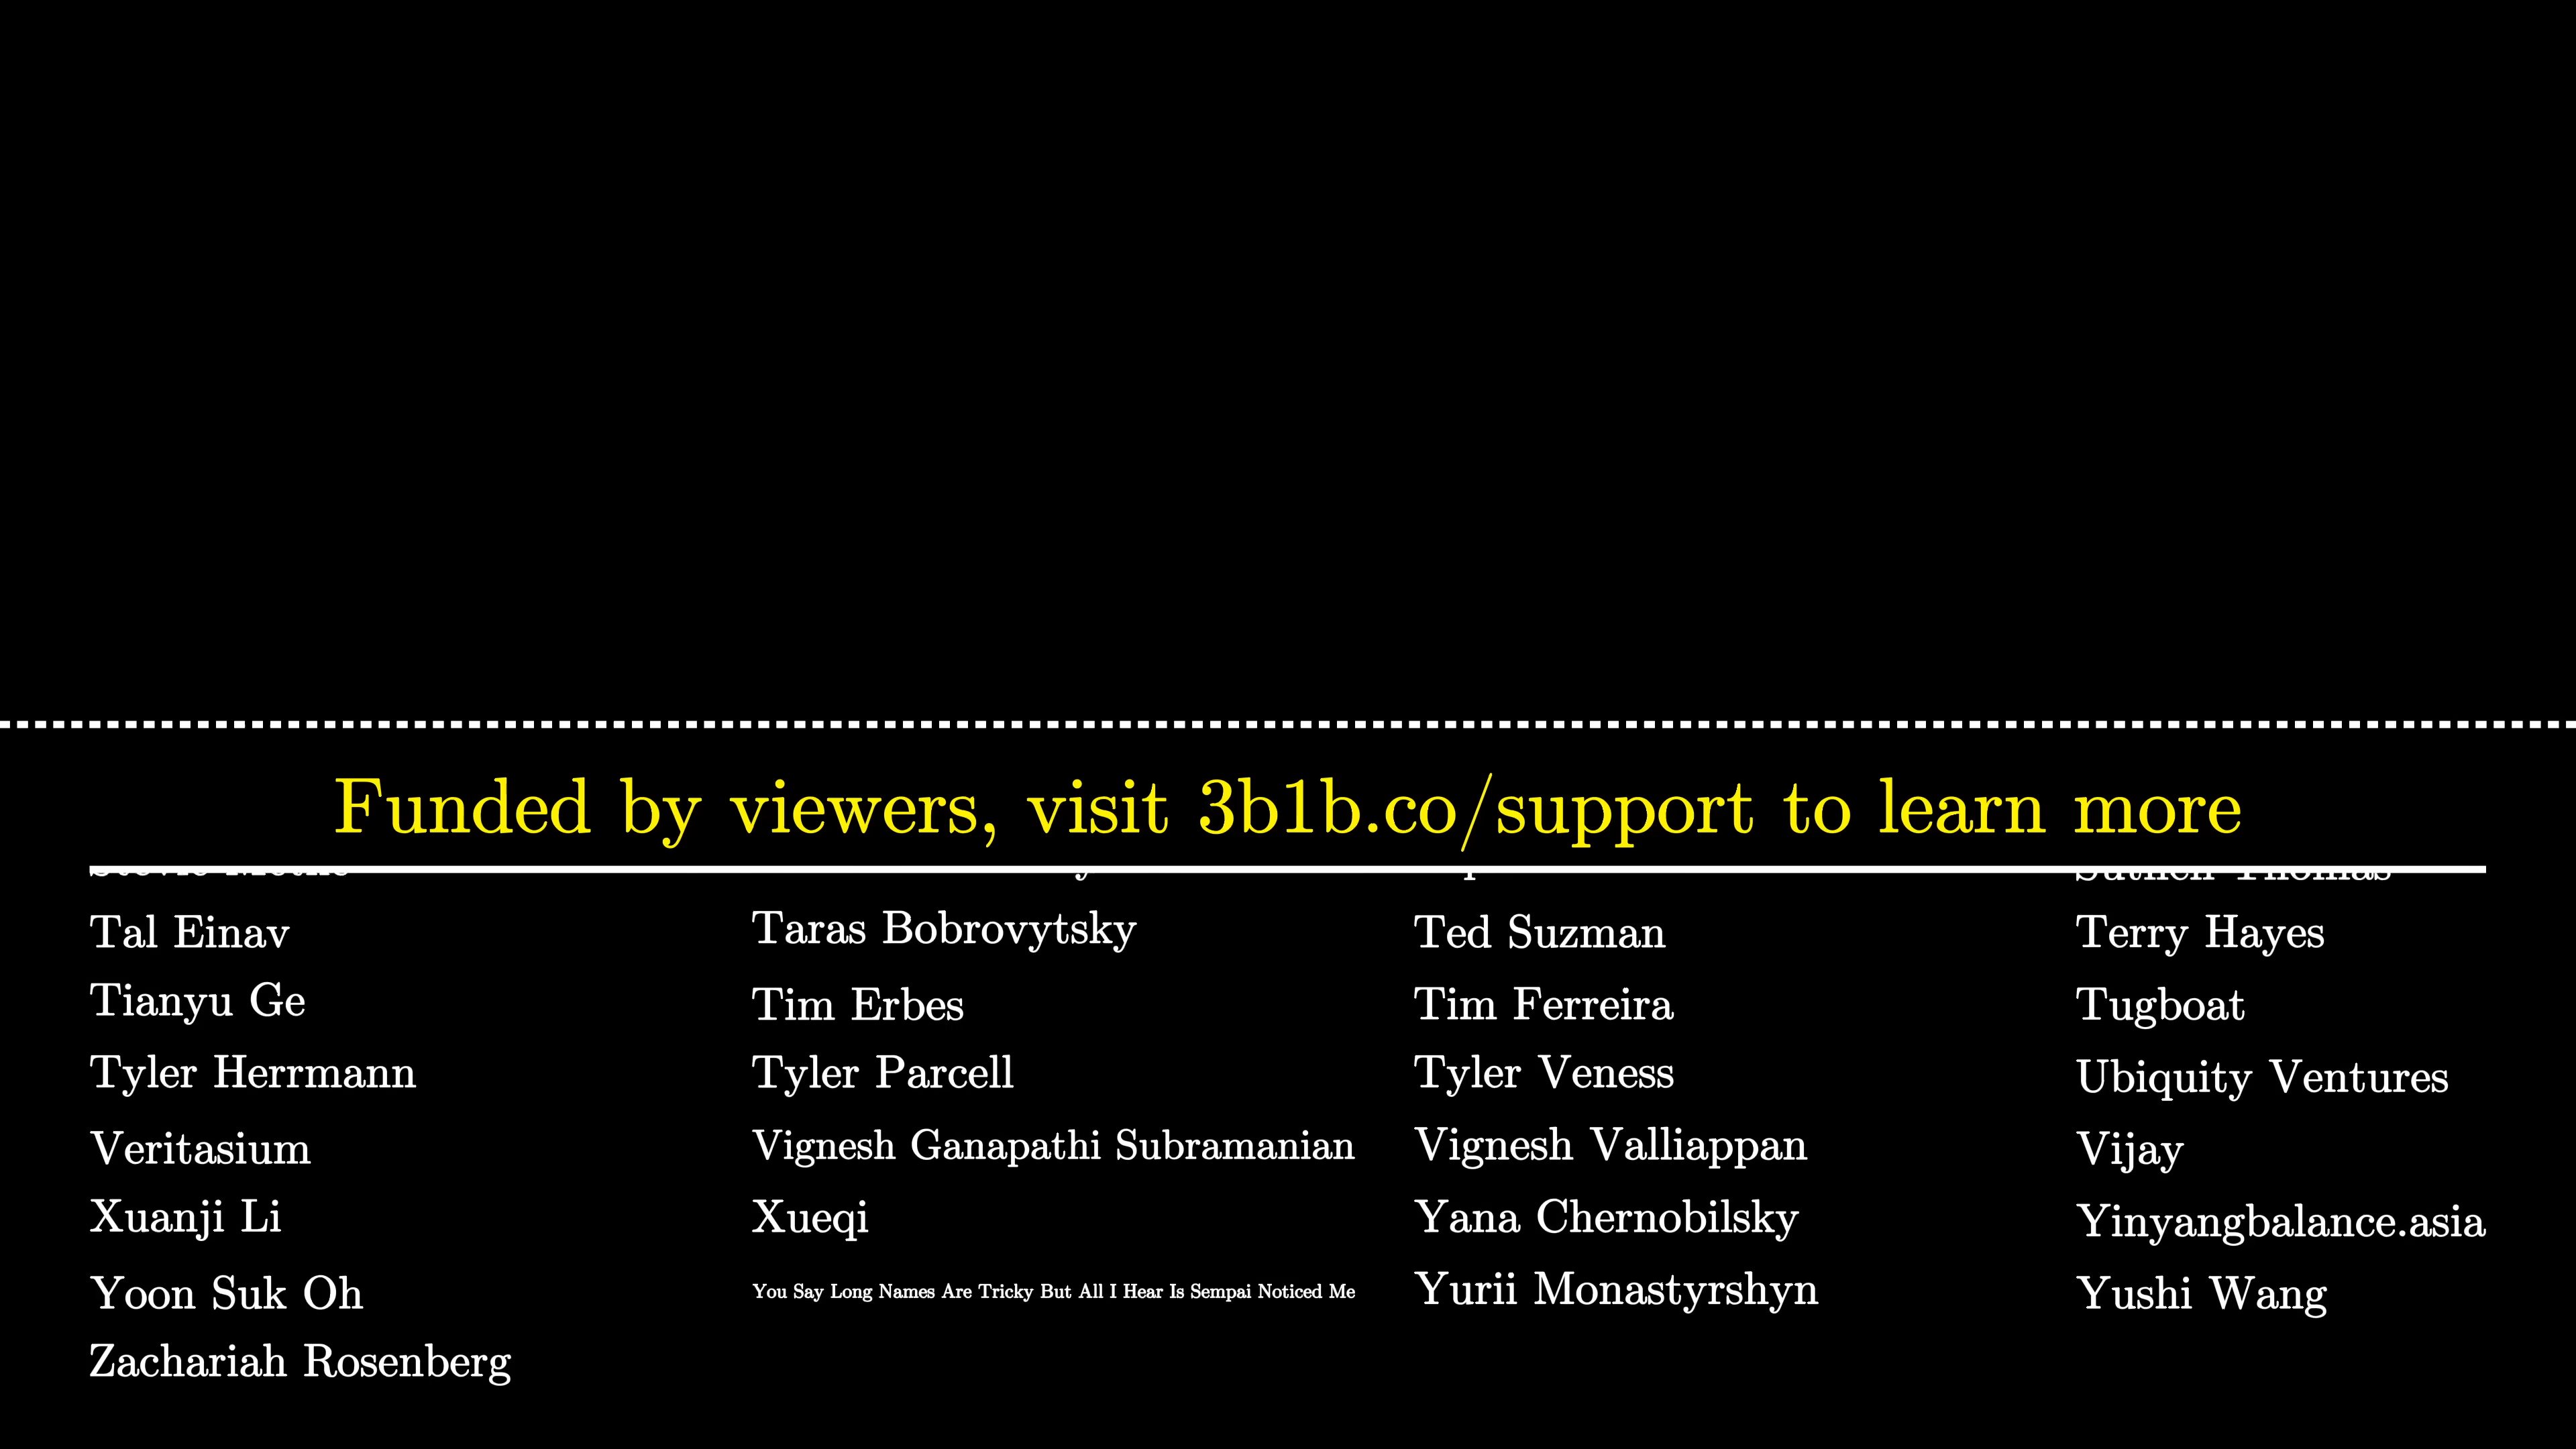 Funded by viewers, visit 3b1b.co/support to learn more
Tal Einav Taras Bobrovytsky Ted Suzman Terry Hayes
Tianyu Ge Tim Erbes Tim Ferreira Tugboat
Tyler Herrmann Tyler Parcell Tyler Veness Ubiquity Ventures
Veritasium Vignesh Ganapathi Subramanian Vignesh Valliappan Vijay
Xuanji Li Xueqi Yana Chernobilsky Yinyangbalance.asia
Yoon Suk Oh You Say Long Names Are Tricky But All I Hear Is Sempai Noticed Me Yurii Monastyrshyn Yushi Wang
Zachariah Rosenberg